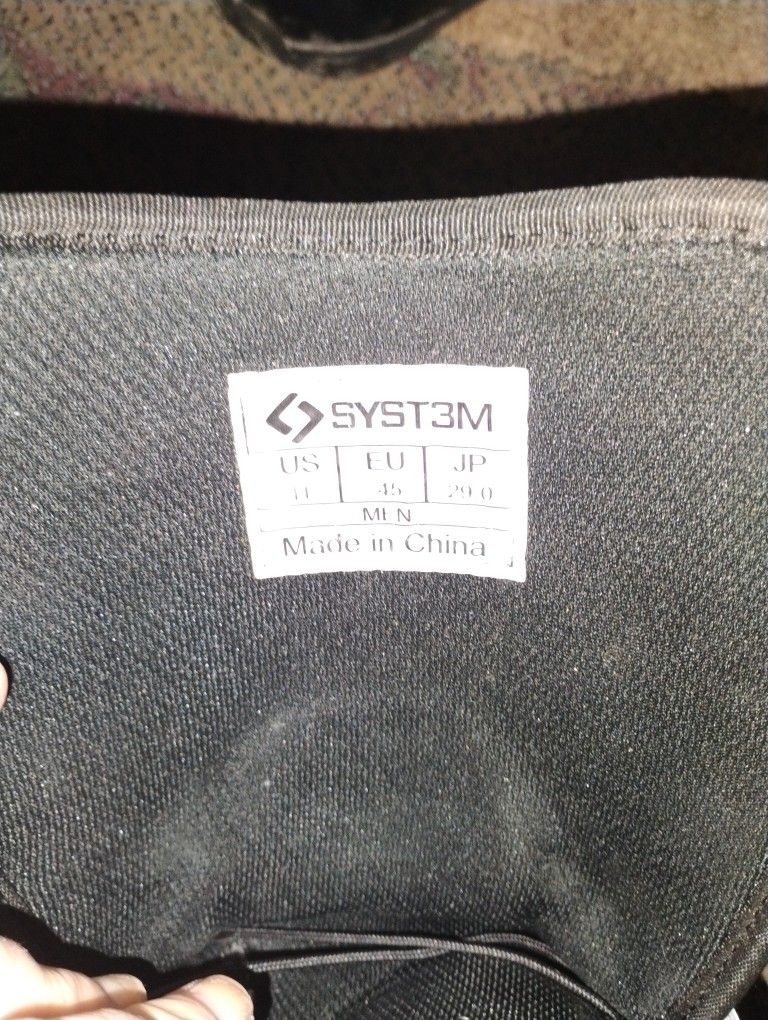 SYST3M
US EU JP
11 45 29.0
MEN
Made in China